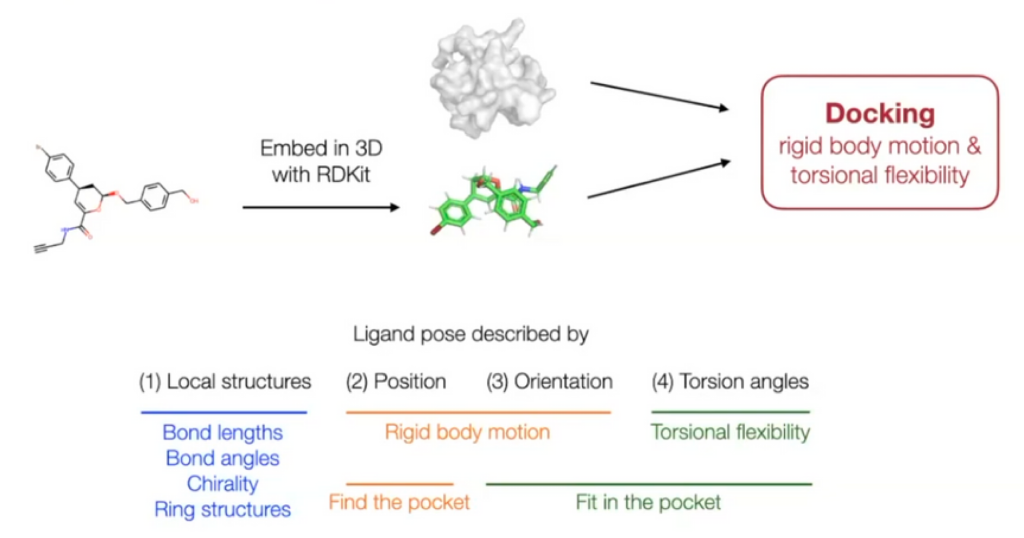 Embed in 3D
with RDKit
Docking
rigid body motion &
torsional flexibility
Ligand pose described by
(1) Local structures
(2) Position
(3) Orientation
(4) Torsion angles
Bond lengths
Bond angles
Chirality
Ring structures
Rigid body motion
Torsional flexibility
Find the pocket
Fit in the pocket